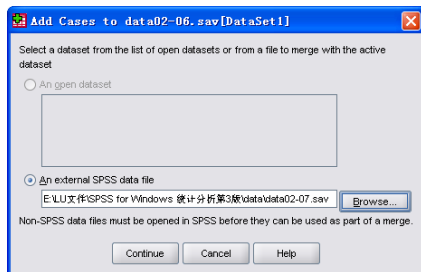 Add Cases to data02-06.sav[DataSet1]
Select a dataset from the list of open datasets or from a file to merge with the active
dataset
An open dataset
An external SPSS data file
E:\LU文件\SPSS for Windows 统计分析第3版\data\data02-07.sav
Browse...
Non-SPSS data files must be opened in SPSS before they can be used as part of a merge.
Continue Cancel Help